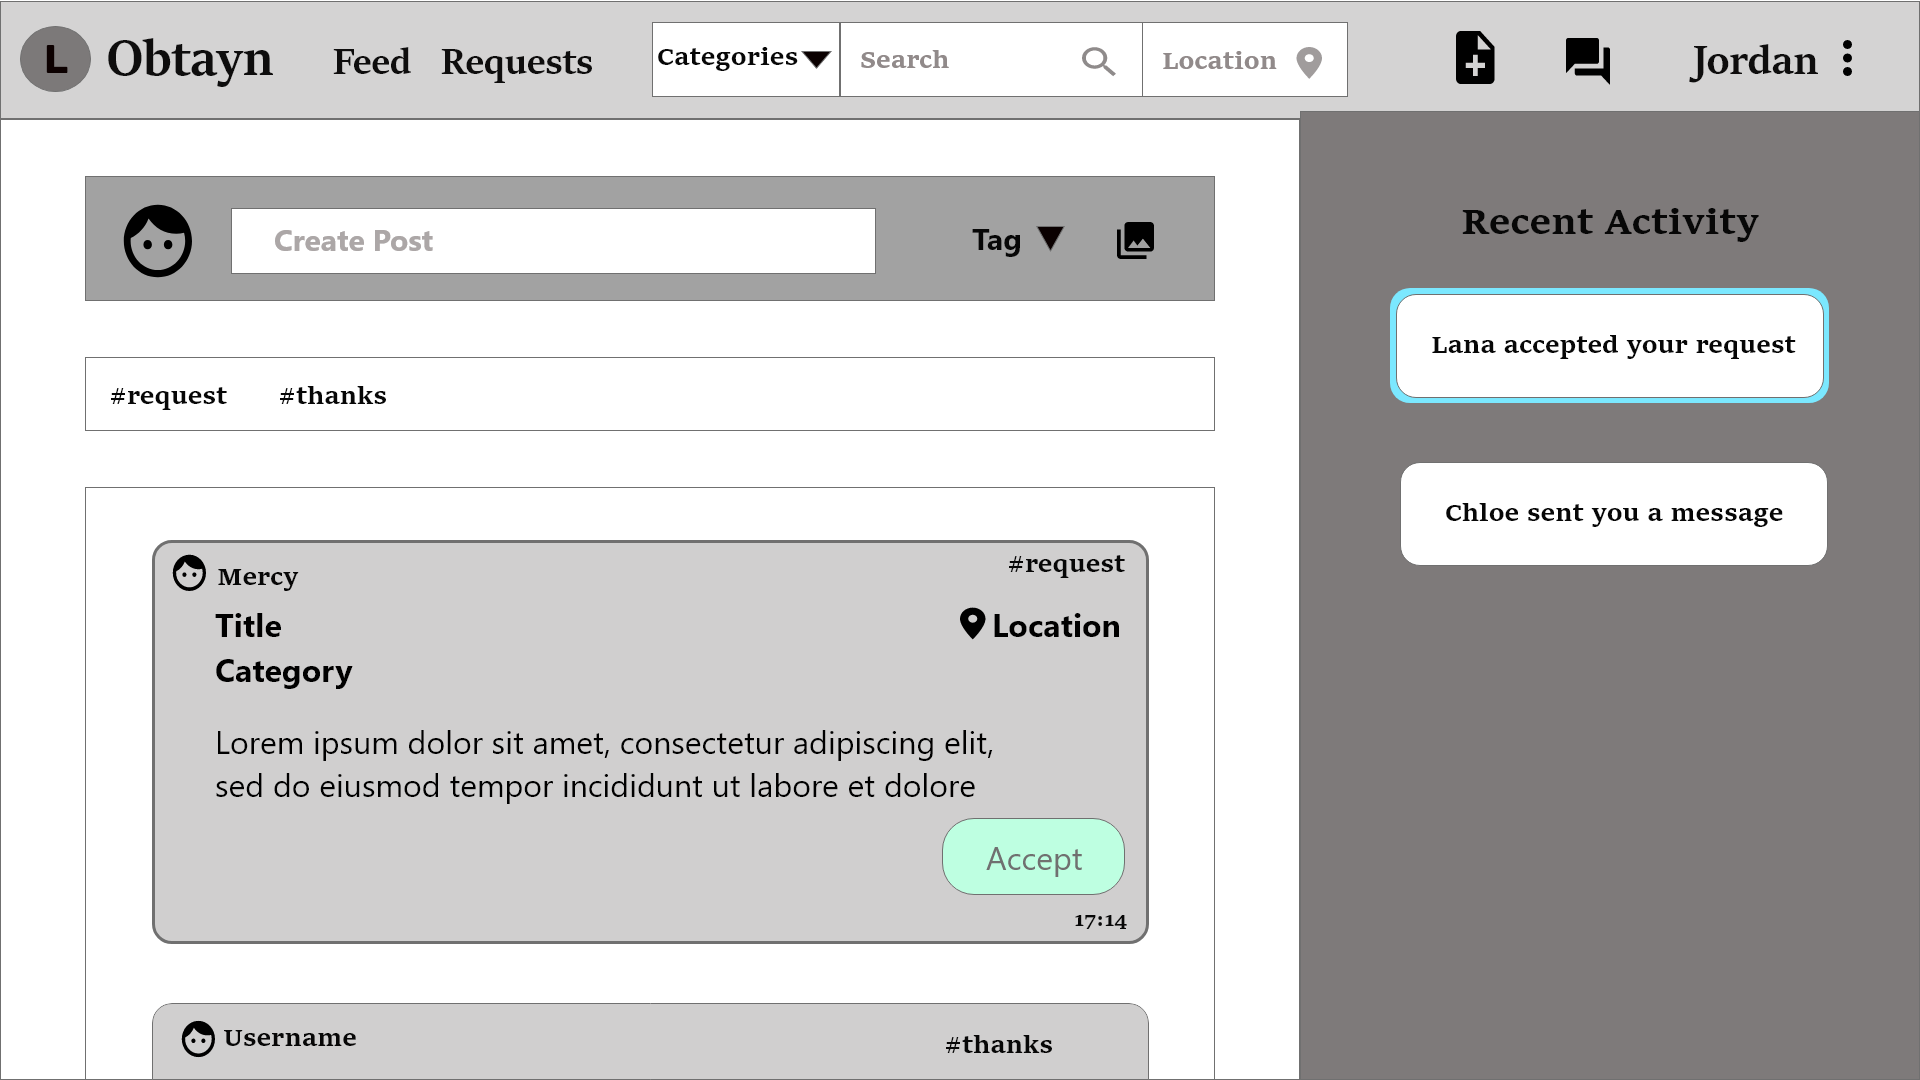 L Obtayn Feed Requests Categories Search Location Jordan
Create Post Tag
#request #thanks
Mercy #request
Title Location
Category
Lorem ipsum dolor sit amet, consectetur adipiscing elit,
sed do eiusmod tempor incididunt ut labore et dolore
Accept
17:14
Username #thanks
Recent Activity
Lana accepted your request
Chloe sent you a message